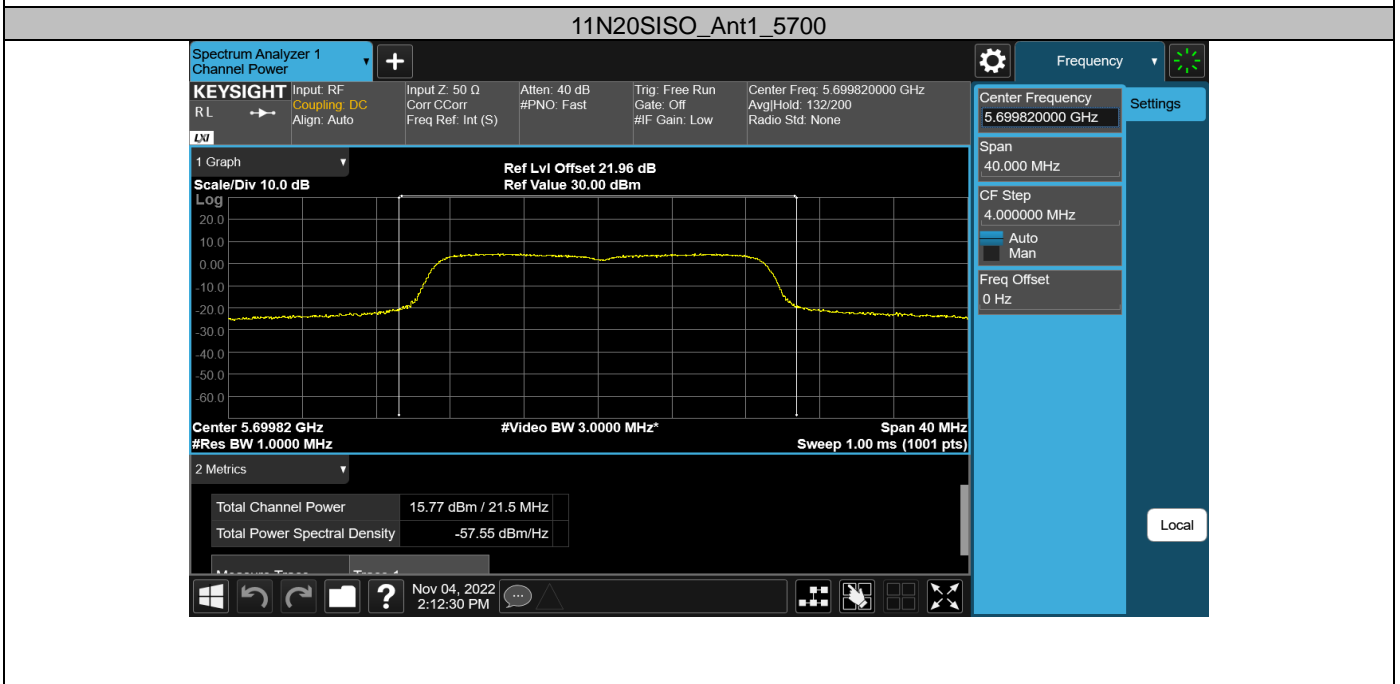 11N20SISO_Ant1_5700
Spectrum Analyzer 1
Channel Power
Frequency
KEYSIGHT
R L
LXI
Input: RF
Coupling: DC
Align: Auto
Input Z: 50 Ω
Corr CCorr
Freq Ref: Int (S)
Atten: 40 dB
#PNO: Fast
Trig: Free Run
Gate: Off
#IF Gain: Low
Center Freq: 5.699820000 GHz
Avg|Hold: 132/200
Radio Std: None
Center Frequency
5.699820000 GHz
Settings
Span
40.000 MHz
CF Step
4.000000 MHz
Auto
Man
Freq Offset
0 Hz
Local
1 Graph
Scale/Div 10.0 dB
Ref Lvl Offset 21.96 dB
Ref Value 30.00 dBm
Log
20.0
10.0
0.00
-10.0
-20.0
-30.0
-40.0
-50.0
-60.0
Center 5.69982 GHz
#Video BW 3.0000 MHz*
Span 40 MHz
#Res BW 1.0000 MHz
Sweep 1.00 ms (1001 pts)
2 Metrics
Total Channel Power 15.77 dBm / 21.5 MHz
Total Power Spectral Density -57.55 dBm/Hz
Measure Trace Trace 1
Nov 04, 2022
2:12:30 PM